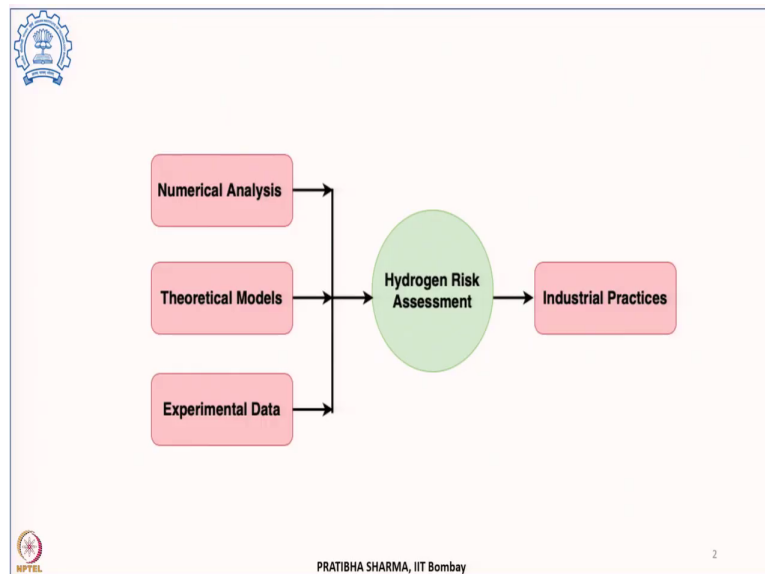 Numerical Analysis
Theoretical Models
Experimental Data
Hydrogen Risk
Assessment
Industrial Practices
NPTEL
PRATIBHA SHARMA, IIT Bombay
2